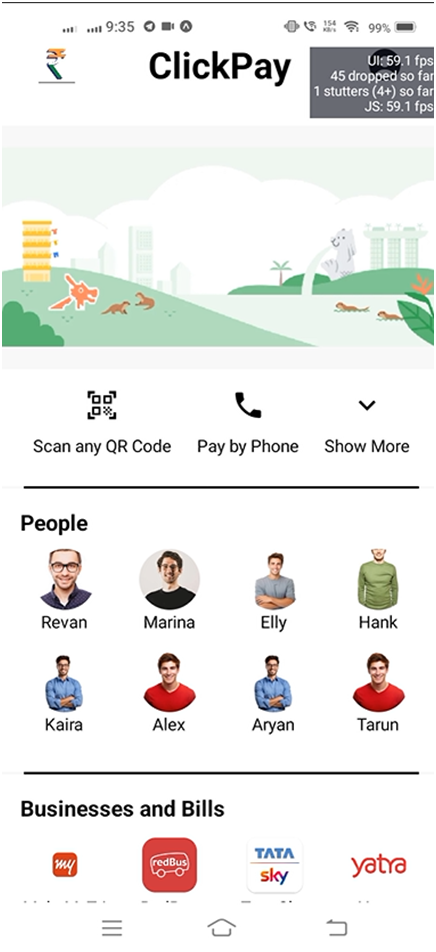 9:35
154
KB/s
99%
ClickPay
UI: 59.1 fps
45 dropped so far
1 stutters (4+) so far
JS: 59.1 fps
Scan any QR Code
Pay by Phone
Show More
People
Revan
Marina
Elly
Hank
Kaira
Alex
Aryan
Tarun
Businesses and Bills
my
redBus
TATA
sky
yatra